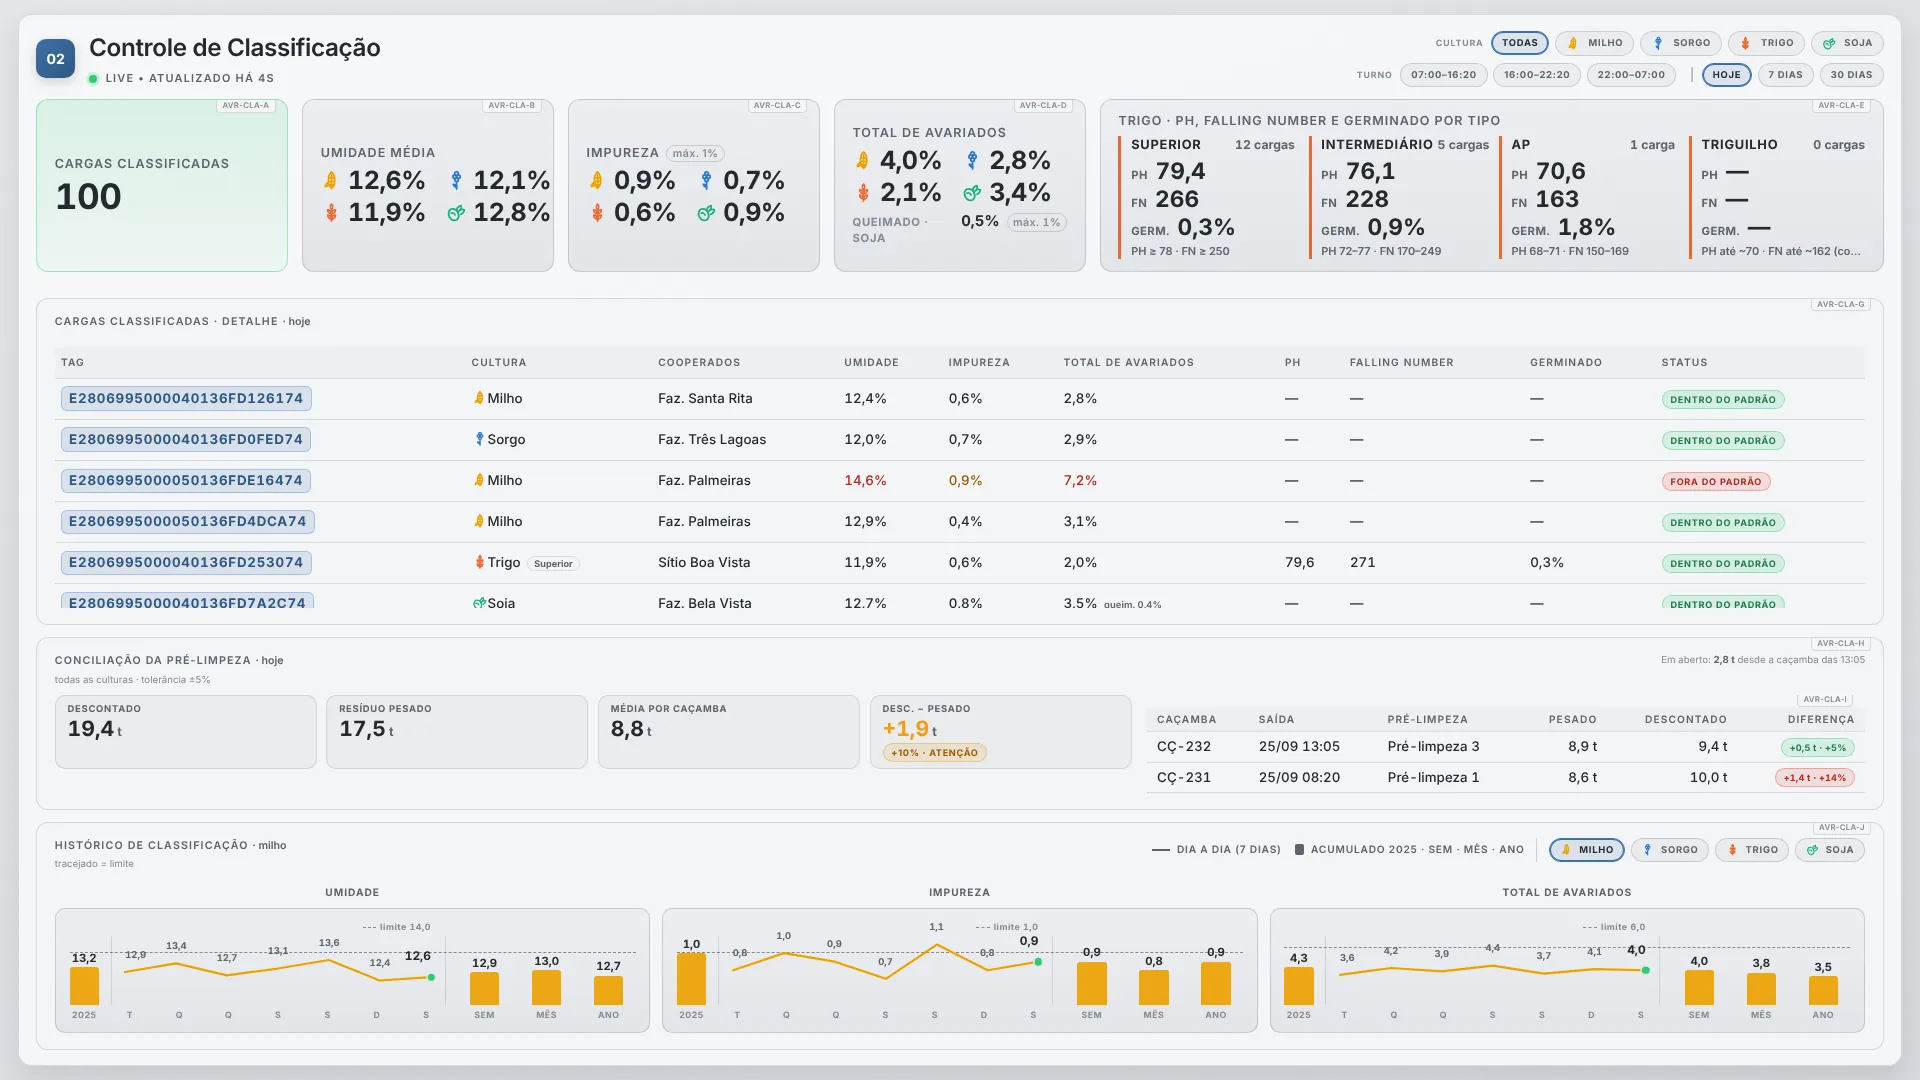 02
Controle de Classificação
LIVE • ATUALIZADO HÁ 4S
CULTURA TODAS MILHO SORGO TRIGO SOJA
TURNO 07:00–16:20 16:00–22:20 22:00–07:00 HOJE 7 DIAS 30 DIAS
AVR-CLA-A
CARGAS CLASSIFICADAS
100
AVR-CLA-B
UMIDADE MÉDIA
12,6% 12,1%
11,9% 12,8%
AVR-CLA-C
IMPUREZA máx. 1%
0,9% 0,7%
0,6% 0,9%
AVR-CLA-D
TOTAL DE AVARIADOS
4,0% 2,8%
2,1% 3,4%
QUEIMADO · SOJA 0,5% máx. 1%
AVR-CLA-E
TRIGO · PH, FALLING NUMBER E GERMINADO POR TIPO
SUPERIOR 12 cargas
PH 79,4
FN 266
GERM. 0,3%
PH ≥ 78 · FN ≥ 250
INTERMEDIÁRIO 5 cargas
PH 76,1
FN 228
GERM. 0,9%
PH 72–77 · FN 170–249
AP 1 carga
PH 70,6
FN 163
GERM. 1,8%
PH 68–71 · FN 150–169
TRIGUILHO 0 cargas
PH —
FN —
GERM. —
PH até ~70 · FN até ~162 (co...
AVR-CLA-G
CARGAS CLASSIFICADAS · DETALHE · hoje
TAG CULTURA COOPERADOS UMIDADE IMPUREZA TOTAL DE AVARIADOS PH FALLING NUMBER GERMINADO STATUS
E2806995000040136FD126174 Milho Faz. Santa Rita 12,4% 0,6% 2,8% — — — DENTRO DO PADRÃO
E2806995000040136FD0FED74 Sorgo Faz. Três Lagoas 12,0% 0,7% 2,9% — — — DENTRO DO PADRÃO
E2806995000050136FDE16474 Milho Faz. Palmeiras 14,6% 0,9% 7,2% — — — FORA DO PADRÃO
E2806995000050136FD4DCA74 Milho Faz. Palmeiras 12,9% 0,4% 3,1% — — — DENTRO DO PADRÃO
E2806995000040136FD253074 Trigo Superior Sítio Boa Vista 11,9% 0,6% 2,0% 79,6 271 0,3% DENTRO DO PADRÃO
E2806995000040136FD7A2C74 Soja Faz. Bela Vista 12,7% 0,8% 3,5% queim. 0,4% — — — DENTRO DO PADRÃO
AVR-CLA-H
CONCILIAÇÃO DA PRÉ-LIMPEZA · hoje
todas as culturas · tolerância ±5%
Em aberto: 2,8 t desde a caçamba das 13:05
DESCONTADO
19,4 t
RESÍDUO PESADO
17,5 t
MÉDIA POR CAÇAMBA
8,8 t
DESC. – PESADO
+1,9 t
+10% · ATENÇÃO
AVR-CLA-I
CAÇAMBA SAÍDA PRÉ-LIMPEZA PESADO DESCONTADO DIFERENÇA
CÇ-232 25/09 13:05 Pré-limpeza 3 8,9 t 9,4 t +0,5 t · +5%
CÇ-231 25/09 08:20 Pré-limpeza 1 8,6 t 10,0 t +1,4 t · +14%
AVR-CLA-J
HISTÓRICO DE CLASSIFICAÇÃO · milho
tracejado = limite
DIA A DIA (7 DIAS) ACUMULADO 2025 · SEM · MÊS · ANO MILHO SORGO TRIGO SOJA
UMIDADE
--- limite 14,0
13,2 12,9 13,4 12,7 13,1 13,6 12,4 12,6 12,9 13,0 12,7
2025 T Q Q S S D S SEM MÊS ANO
IMPUREZA
--- limite 1,0
1,0 0,8 1,0 0,9 0,7 1,1 0,8 0,9 0,9 0,8 0,9
2025 T Q Q S S D S SEM MÊS ANO
TOTAL DE AVARIADOS
--- limite 6,0
4,3 3,6 4,2 3,9 4,4 3,7 4,1 4,0 4,0 3,8 3,5
2025 T Q Q S S D S SEM MÊS ANO